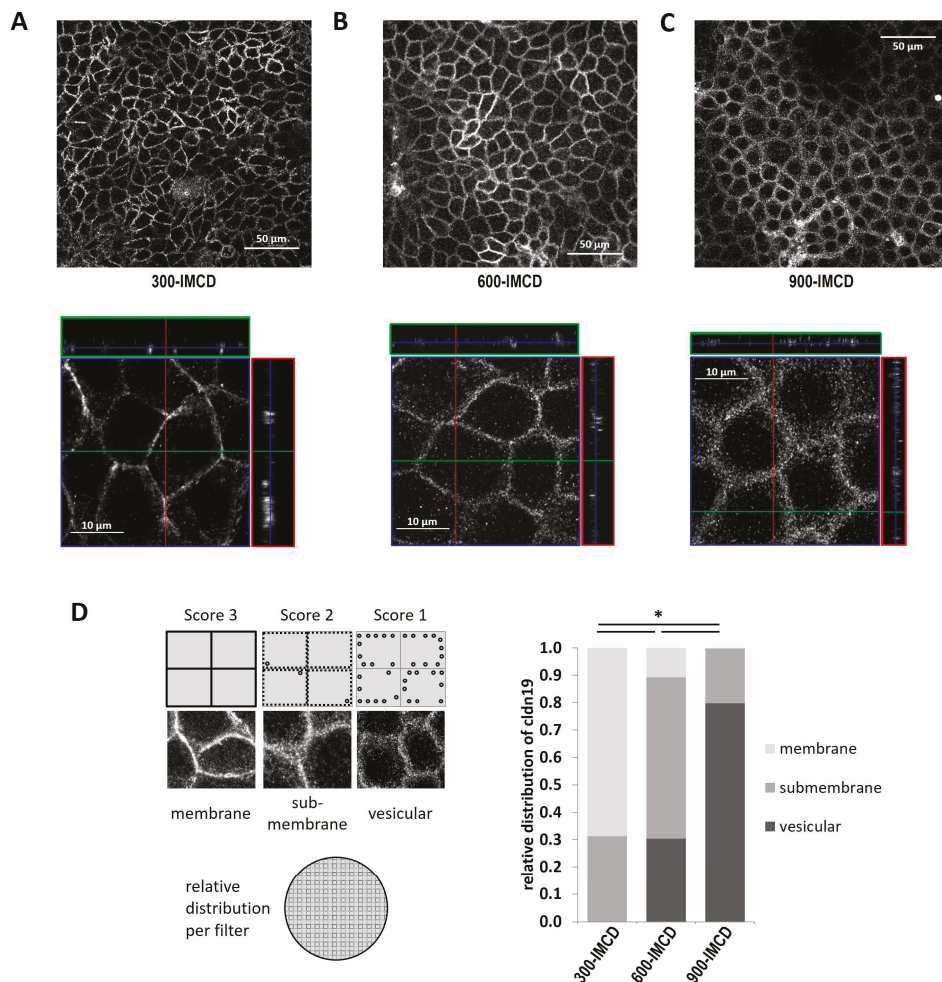 A
B
C
50 µm
50 µm
50 µm
300-IMCD
600-IMCD
900-IMCD
10 µm
10 µm
10 µm
D
Score 3
Score 2
Score 1
membrane
sub-
membrane
vesicular
relative
distribution
per filter
*
relative distribution of cldn19
1.0
0.9
0.8
0.7
0.6
0.5
0.4
0.3
0.2
0.1
0.0
300-IMCD
600-IMCD
900-IMCD
membrane
submembrane
vesicular